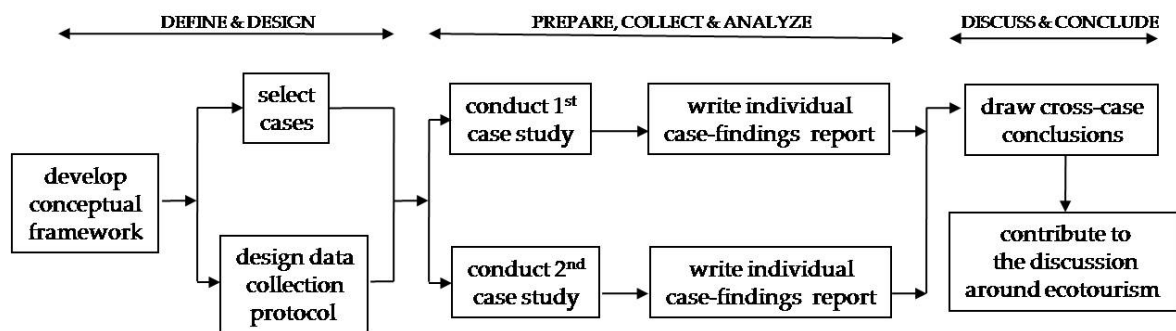 DEFINE & DESIGN
PREPARE, COLLECT & ANALYZE
DISCUSS & CONCLUDE
develop
conceptual
framework
select
cases
design data
collection
protocol
conduct 1st
case study
write individual
case-findings report
conduct 2nd
case study
write individual
case-findings report
draw cross-case
conclusions
contribute to
the discussion
around ecotourism